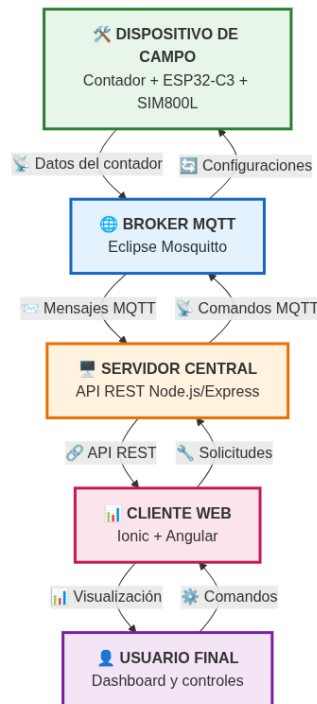 🛠️ DISPOSITIVO DE
CAMPO
Contador + ESP32-C3 +
SIM800L
📡 Datos del contador
🔄 Configuraciones
🌐 BROKER MQTT
Eclipse Mosquitto
📨 Mensajes MQTT
📡 Comandos MQTT
🖥️ SERVIDOR CENTRAL
API REST Node.js/Express
🔗 API REST
🔧 Solicitudes
📊 CLIENTE WEB
Ionic + Angular
📊 Visualización
⚙️ Comandos
👤 USUARIO FINAL
Dashboard y controles